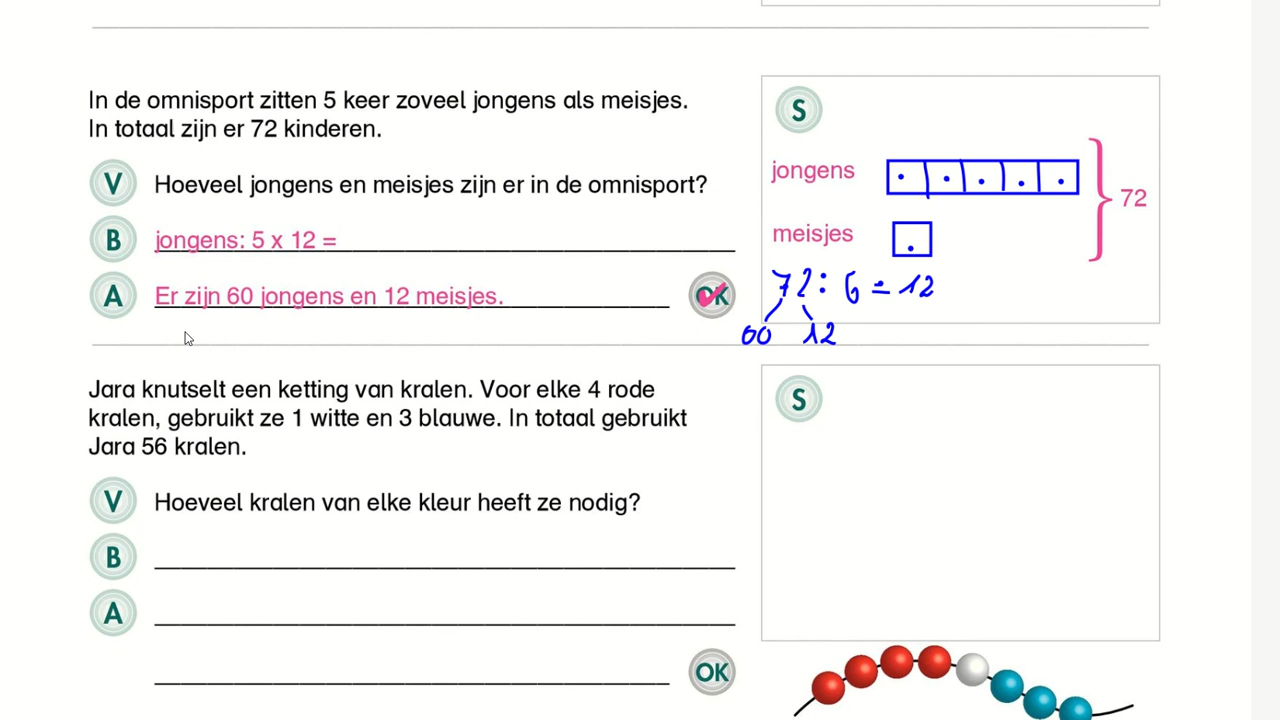 In de omnisport zitten 5 keer zoveel jongens als meisjes.
In totaal zijn er 72 kinderen.
V Hoeveel jongens en meisjes zijn er in de omnisport?
B jongens: 5 x 12 =
A Er zijn 60 jongens en 12 meisjes.
OK
S
jongens
meisjes
72
72 : 6 = 12
60 12
Jara knutselt een ketting van kralen. Voor elke 4 rode
kralen, gebruikt ze 1 witte en 3 blauwe. In totaal gebruikt
Jara 56 kralen.
V Hoeveel kralen van elke kleur heeft ze nodig?
B
A
OK
S